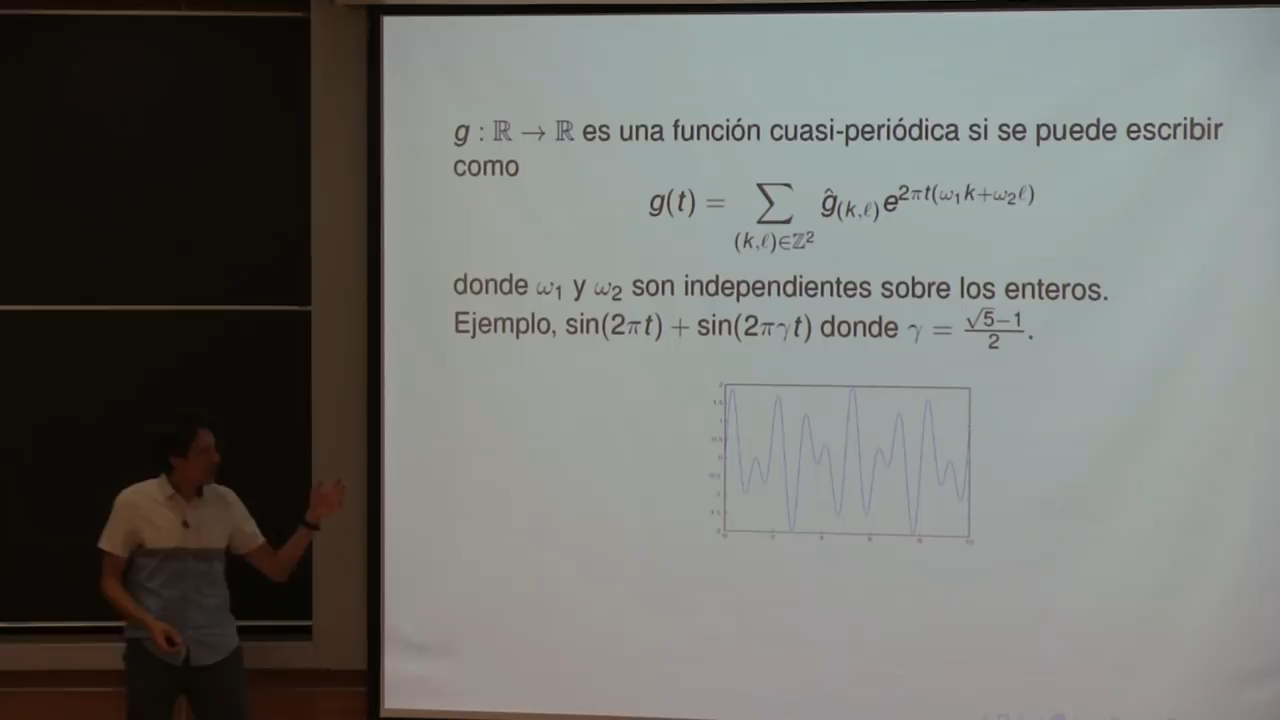 g : ℝ → ℝ es una función cuasi-periódica si se puede escribir
como
g(t) = ∑_{(k,ℓ)∈ℤ²} ĝ_{(k,ℓ)} e^{2πt(ω₁k+ω₂ℓ)}
donde ω₁ y ω₂ son independientes sobre los enteros.
Ejemplo, sin(2πt) + sin(2πγt) donde γ = (√5−1)/2.